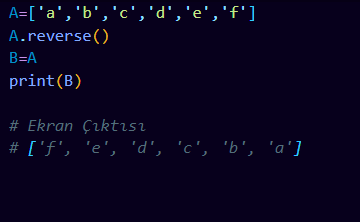 A=['a','b','c','d','e','f']
A.reverse()
B=A
print(B)
# Ekran Çıktısı
# ['f', 'e', 'd', 'c', 'b', 'a']